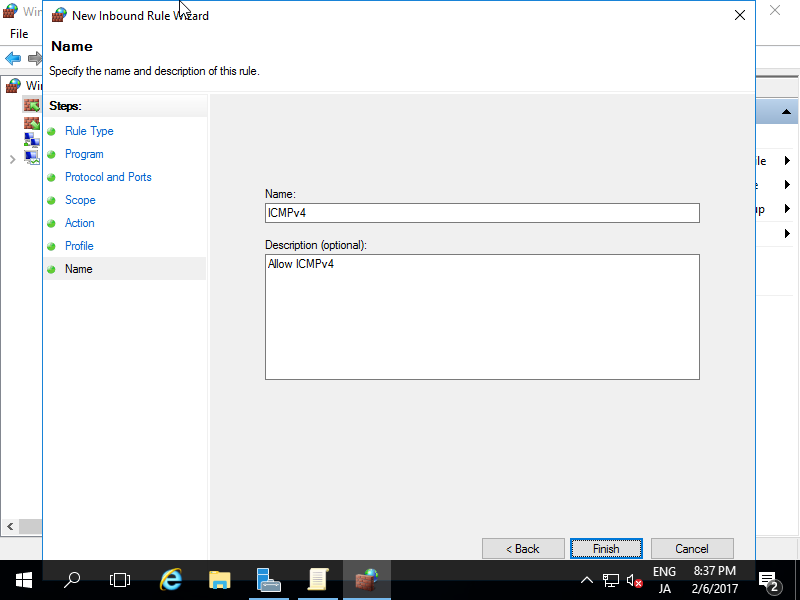 Win
New Inbound Rule Wizard
File
Name
Specify the name and description of this rule.
Win
Steps:
Rule Type
Program
Protocol and Ports
Scope
Action
Profile
Name
Name:
ICMPv4
Description (optional):
Allow ICMPv4
< Back
Finish
Cancel
ENG
JA
8:37 PM
2/6/2017
2